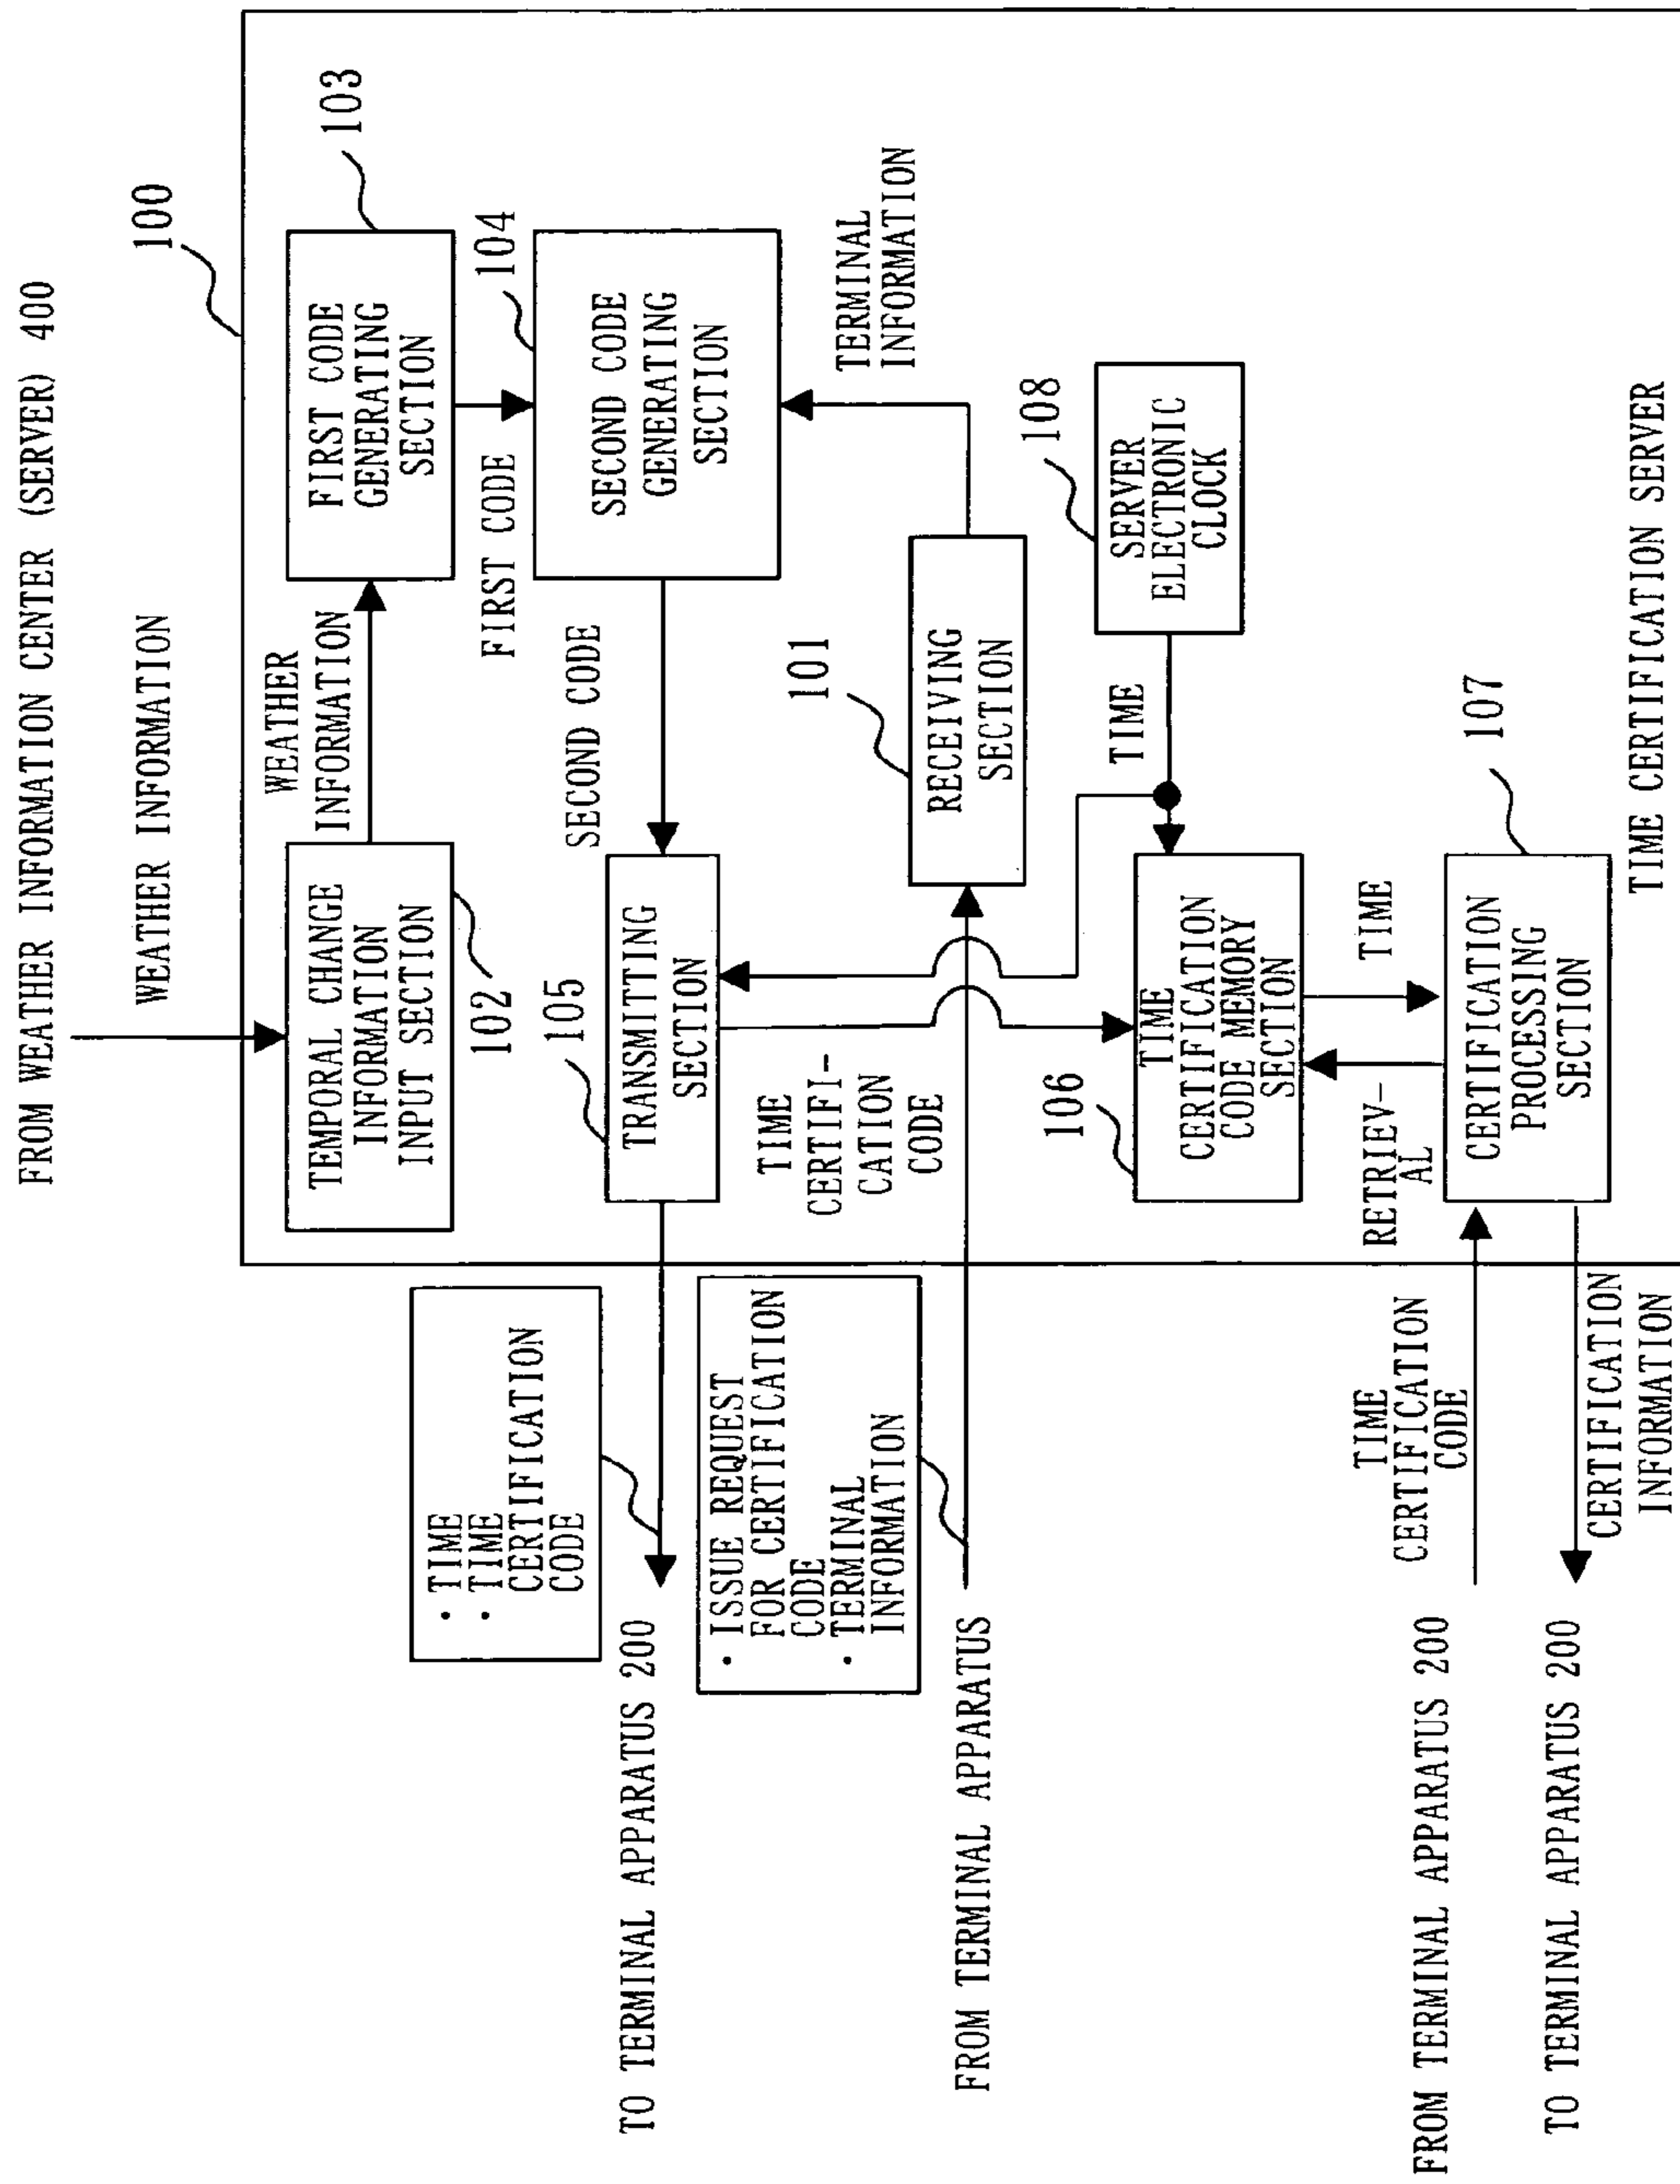 FROM WEATHER INFORMATION CENTER (SERVER) 400
WEATHER INFORMATION
100
TEMPORAL CHANGE
INFORMATION
INPUT SECTION
102
WEATHER
INFORMATION
FIRST CODE
GENERATING
SECTION
103
FIRST CODE
104
SECOND CODE
GENERATING
SECTION
SECOND CODE
105
TRANSMITTING
SECTION
• TIME
• TIME
CERTIFICATION
CODE
TO TERMINAL APPARATUS 200
• ISSUE REQUEST
FOR CERTIFICATION
CODE
• TERMINAL
INFORMATION
FROM TERMINAL APPARATUS
TIME
CERTIFI-
CATION
CODE
101
RECEIVING
SECTION
TERMINAL
INFORMATION
108
SERVER
ELECTRONIC
CLOCK
TIME
106
TIME
CERTIFICATION
CODE MEMORY
SECTION
RETRIEV-
AL
TIME
107
CERTIFICATION
PROCESSING
SECTION
TIME
CERTIFICATION
CODE
FROM TERMINAL APPARATUS 200
CERTIFICATION
INFORMATION
TO TERMINAL APPARATUS 200
TIME CERTIFICATION SERVER